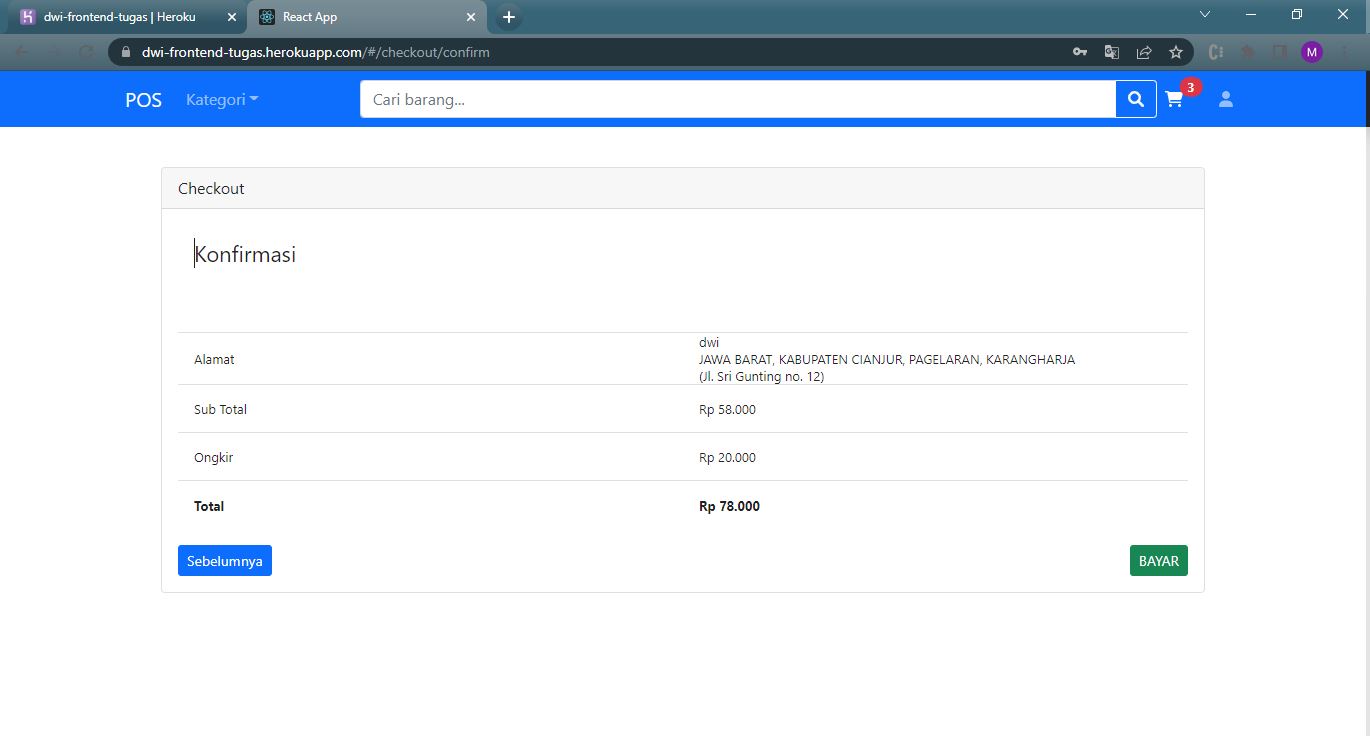 dwi-frontend-tugas | Heroku
React App
dwi-frontend-tugas.herokuapp.com/#/checkout/confirm
M
POS Kategori Cari barang... 3
Checkout
Konfirmasi
Alamat
dwi
JAWA BARAT, KABUPATEN CIANJUR, PAGELARAN, KARANGHARJA
(Jl. Sri Gunting no. 12)
Sub Total Rp 58.000
Ongkir Rp 20.000
Total Rp 78.000
Sebelumnya BAYAR